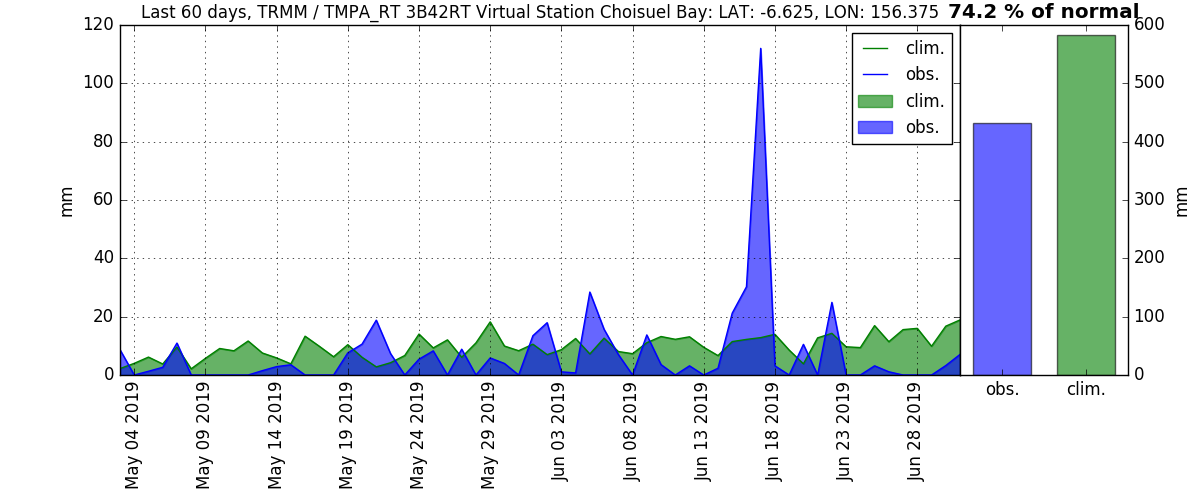 Last 60 days, TRMM / TMPA_RT 3B42RT Virtual Station Choisuel Bay: LAT: -6.625, LON: 156.375 74.2 % of normal
120
100
80
60
40
20
0
mm
clim.
obs.
clim.
obs.
600
500
400
300
200
100
0
mm
obs. clim.
May 04 2019
May 09 2019
May 14 2019
May 19 2019
May 24 2019
May 29 2019
Jun 03 2019
Jun 08 2019
Jun 13 2019
Jun 18 2019
Jun 23 2019
Jun 28 2019